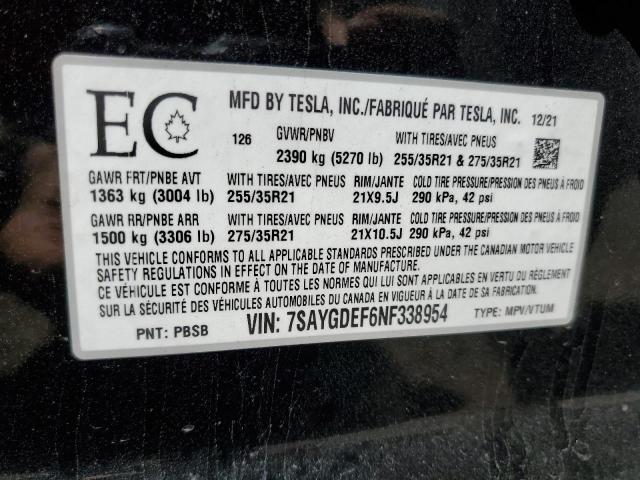 EC
MFD BY TESLA, INC./FABRIQUÉ PAR TESLA, INC. 12/21
126 GVWR/PNBV WITH TIRES/AVEC PNEUS
2390 kg (5270 lb) 255/35R21 & 275/35R21
GAWR FRT/PNBE AVT WITH TIRES/AVEC PNEUS RIM/JANTE COLD TIRE PRESSURE/PRESSION DES PNEUS À FROID
1363 kg (3004 lb) 255/35R21 21X9.5J 290 kPa, 42 psi
GAWR RR/PNBE ARR WITH TIRES/AVEC PNEUS RIM/JANTE COLD TIRE PRESSURE/PRESSION DES PNEUS À FROID
1500 kg (3306 lb) 275/35R21 21X10.5J 290 kPa, 42 psi
THIS VEHICLE CONFORMS TO ALL APPLICABLE STANDARDS PRESCRIBED UNDER THE CANADIAN MOTOR VEHICLE
SAFETY REGULATIONS IN EFFECT ON THE DATE OF MANUFACTURE.
CE VÉHICULE EST CONFORME À TOUTES LES NORMES QUI LUI SONT APPLICABLES EN VERTU DU RÈGLEMENT
SUR LA SÉCURITÉ DES VÉHICULES AUTOMOBILES DU CANADA EN VIGUEUR À LA DATE DE SA FABRICATION.
PNT: PBSB VIN: 7SAYGDEF6NF338954 TYPE: MPV/VTUM